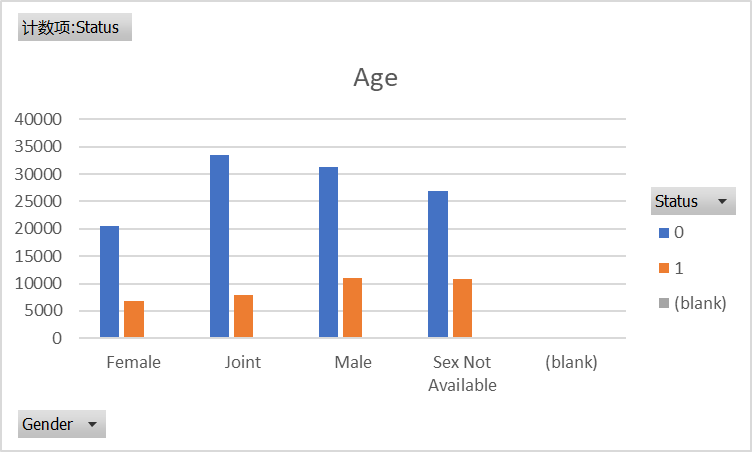 计数项:Status
Age
40000
35000
30000
25000
20000
15000
10000
5000
0
Female
Joint
Male
Sex Not
Available
(blank)
Status
0
1
(blank)
Gender